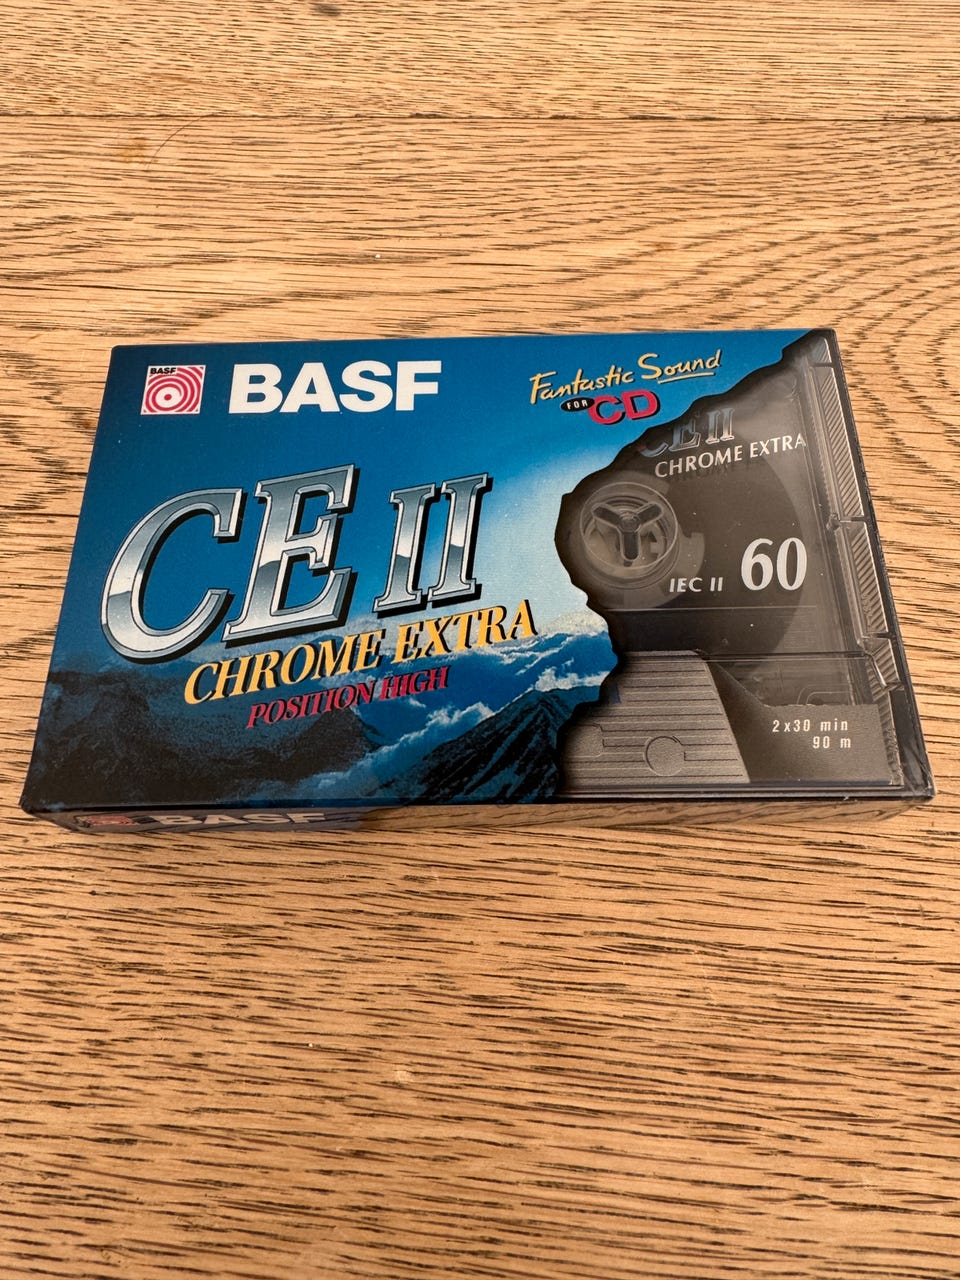 BASF
BASF
Fantastic Sound
FOR CD
CE II
CHROME EXTRA
POSITION HIGH
CE II
CHROME EXTRA
IEC II 60
2x30 min
90 m
BASF